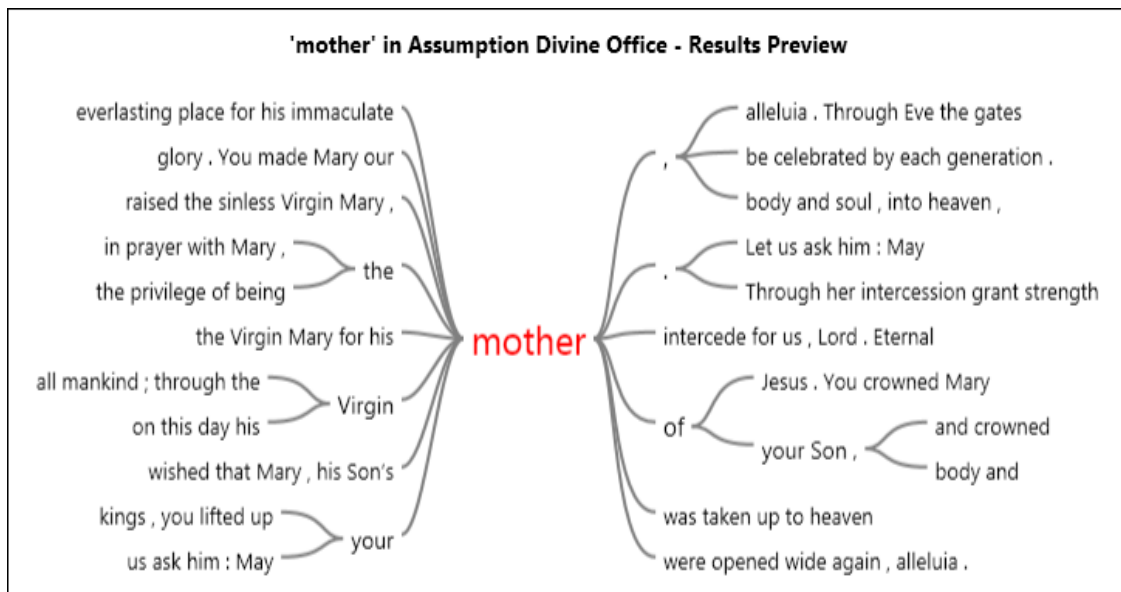 'mother' in Assumption Divine Office - Results Preview
everlasting place for his immaculate
glory . You made Mary our
raised the sinless Virgin Mary ,
in prayer with Mary ,
the privilege of being
the
the Virgin Mary for his
all mankind ; through the
on this day his
Virgin
wished that Mary , his Son's
kings , you lifted up
us ask him : May
your
mother
,
alleluia . Through Eve the gates
be celebrated by each generation .
body and soul , into heaven ,
.
Let us ask him : May
Through her intercession grant strength
intercede for us , Lord . Eternal
of
Jesus . You crowned Mary
your Son ,
and crowned
body and
was taken up to heaven
were opened wide again , alleluia .